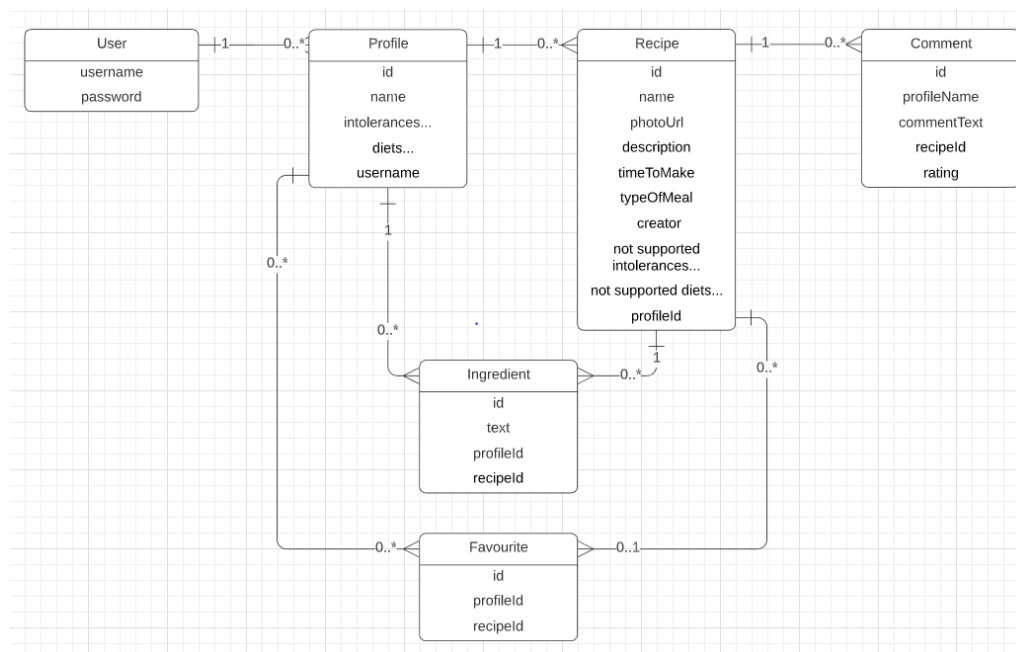 User
username
password
1
0..*
Profile
id
name
intolerances...
diets...
username
1
0..*
Recipe
id
name
photoUrl
description
timeToMake
typeOfMeal
creator
not supported
intolerances...
not supported diets...
profileId
1
0..*
Comment
id
profileName
commentText
recipeId
rating
0..*
1
0..*
1
0..*
0..*
Ingredient
id
text
profileId
recipeId
0..*
0..1
Favourite
id
profileId
recipeId